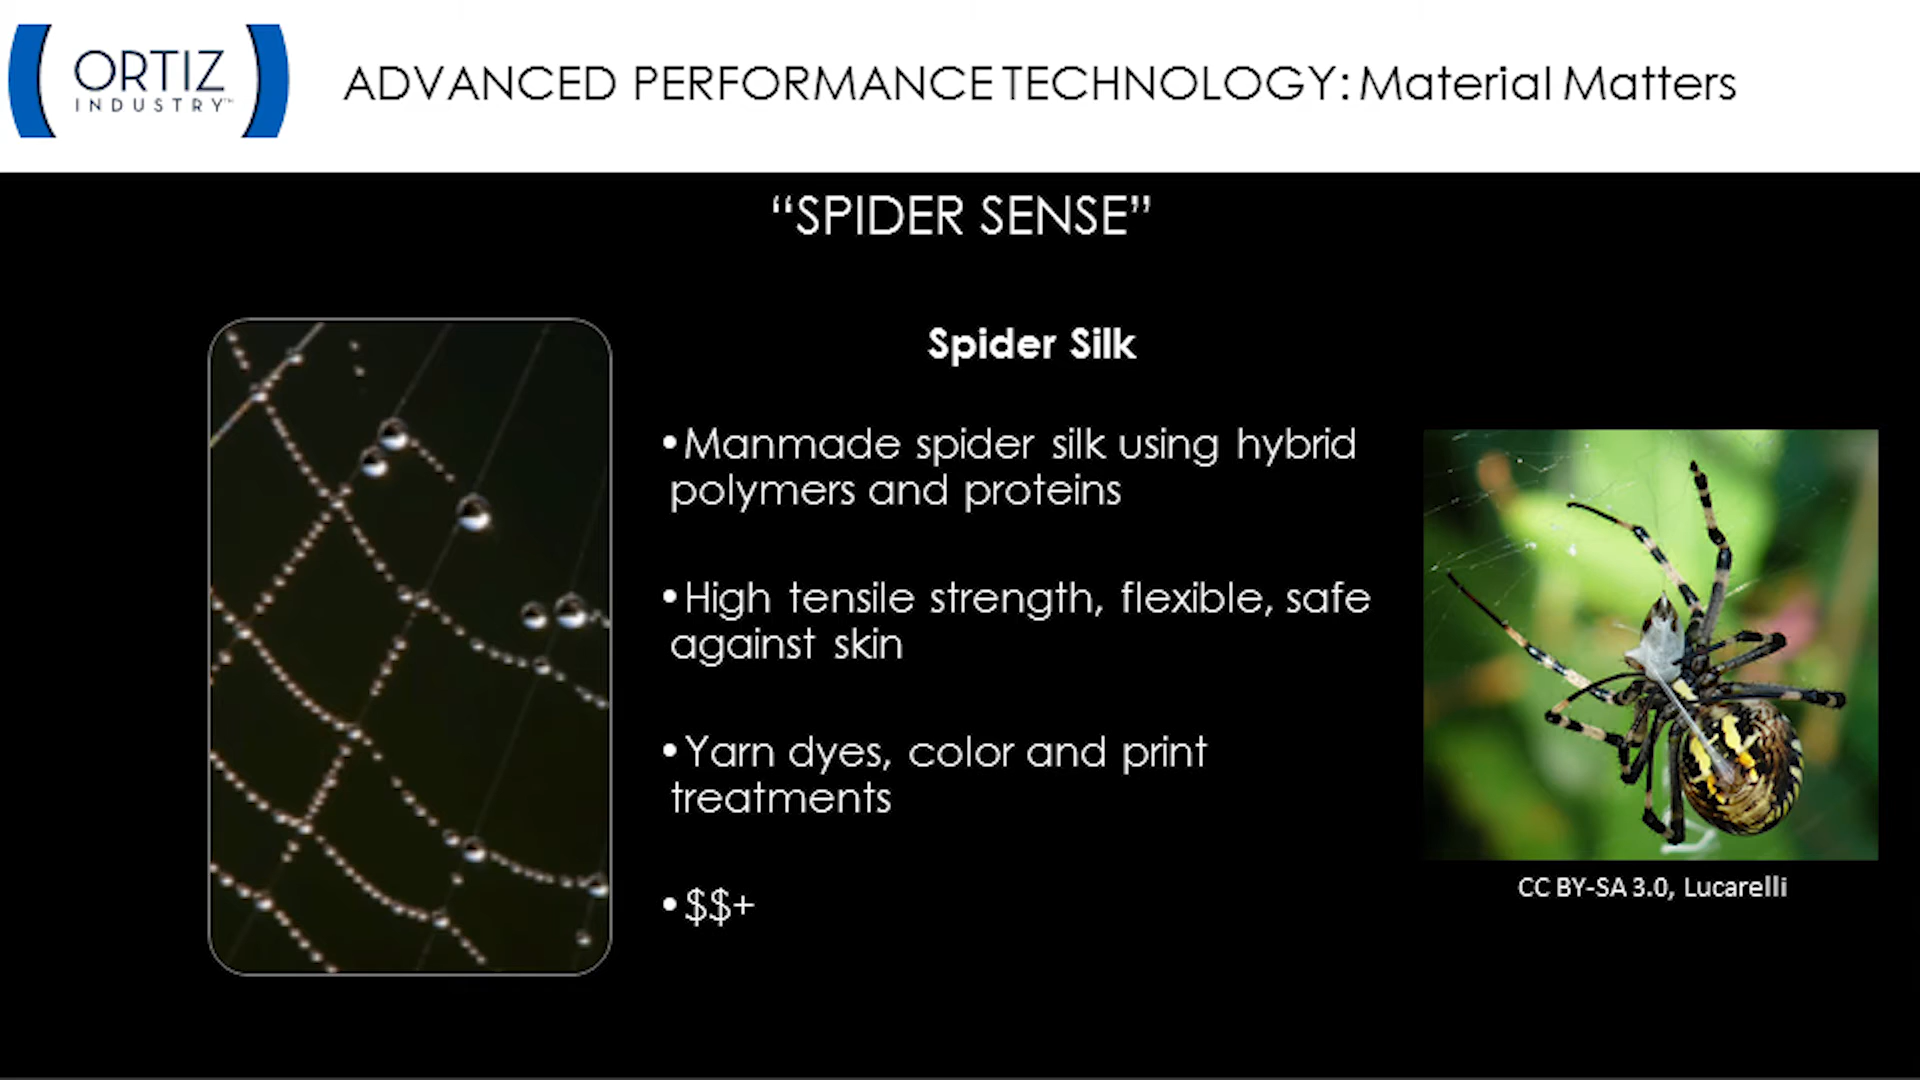 ORTIZ
INDUSTRY™
ADVANCED PERFORMANCE TECHNOLOGY: Material Matters
“SPIDER SENSE”
Spider Silk
•Manmade spider silk using hybrid
polymers and proteins
•High tensile strength, flexible, safe
against skin
•Yarn dyes, color and print
treatments
•$$+
CC BY-SA 3.0, Lucarelli